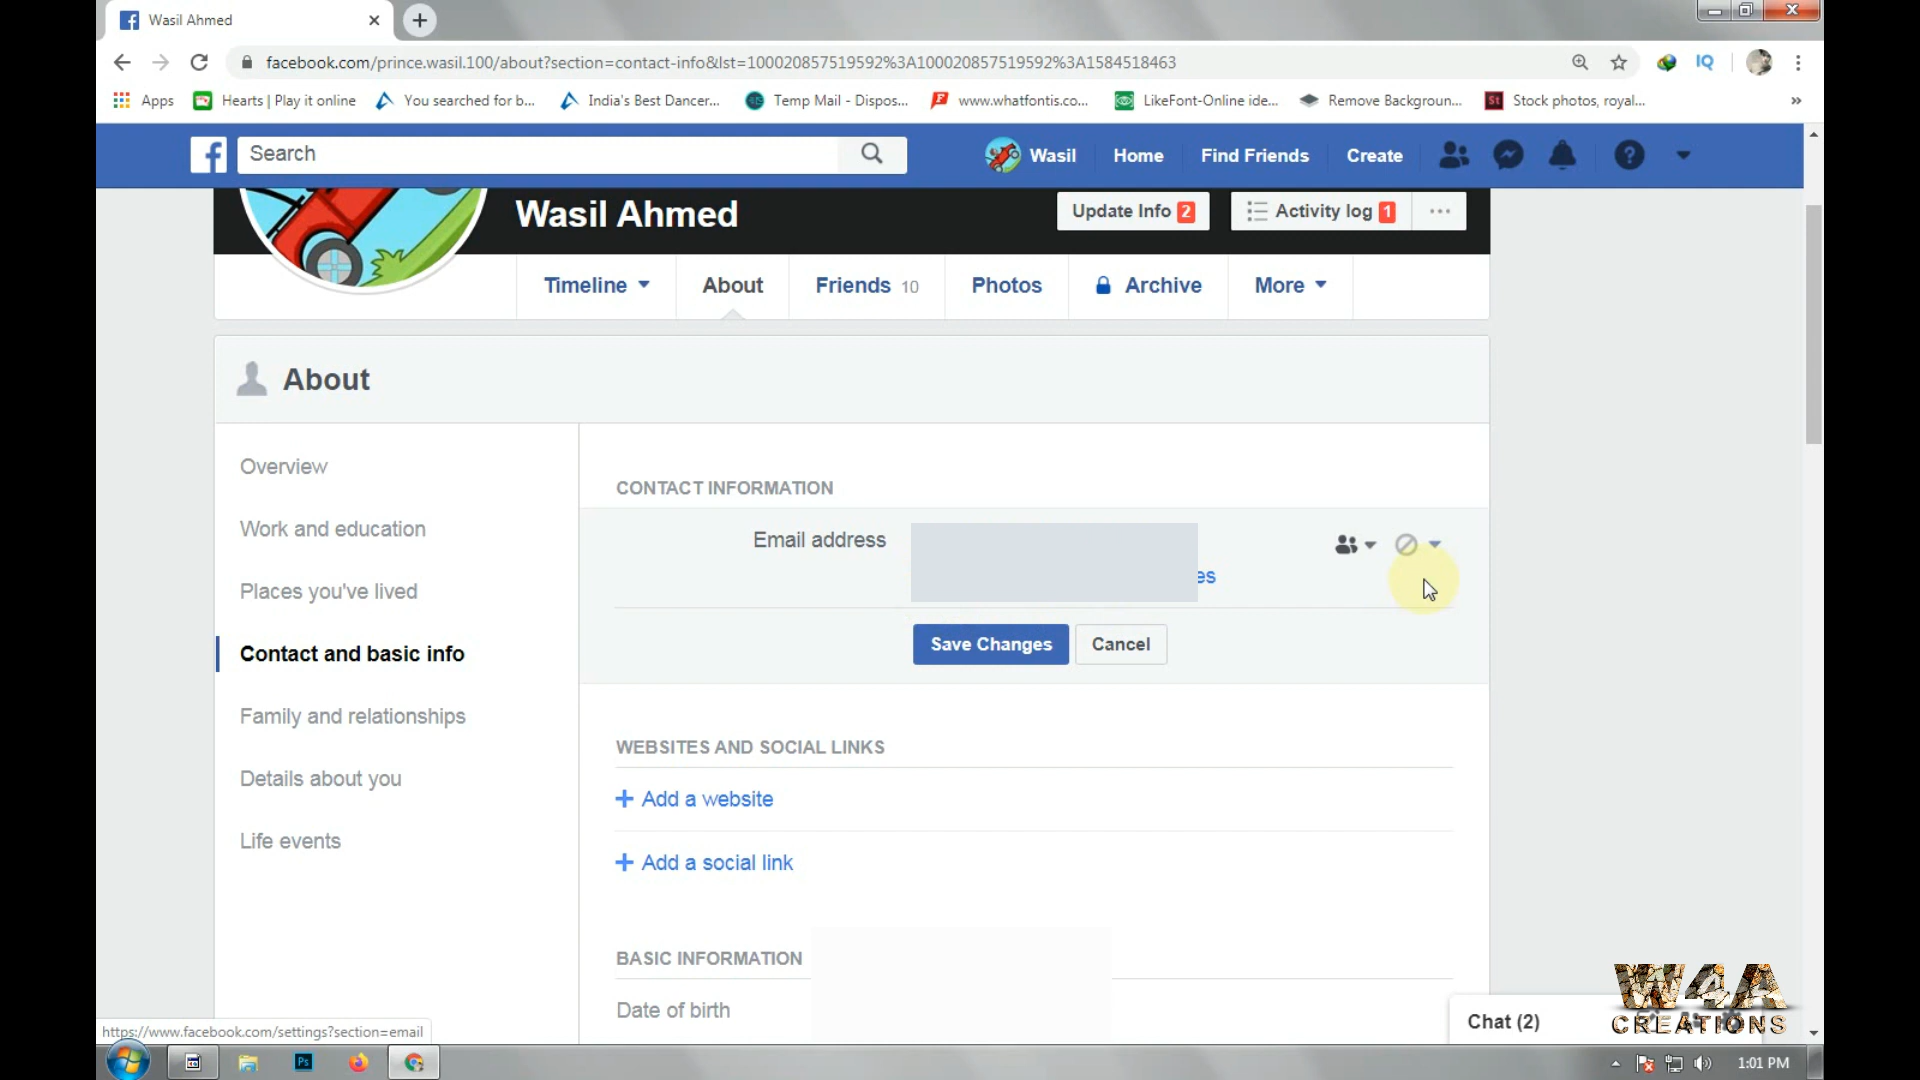 Wasil Ahmed
facebook.com/prince.wasil.100/about?section=contact-info&lst=100020857519592%3A100020857519592%3A1584518463
IQ
Apps
Hearts | Play it online
You searched for b...
India's Best Dancer...
Temp Mail - Dispos...
www.whatfontis.co...
LikeFont-Online ide...
Remove Backgroun...
St
Stock photos, royal...
»
Search
Wasil
Home
Find Friends
Create
Wasil Ahmed
Update Info 2
Activity log 1
Timeline
About
Friends 10
Photos
Archive
More
About
Overview
Work and education
Places you've lived
Contact and basic info
Family and relationships
Details about you
Life events
CONTACT INFORMATION
Email address
es
Save Changes
Cancel
WEBSITES AND SOCIAL LINKS
+ Add a website
+ Add a social link
BASIC INFORMATION
Date of birth
Chat (2)
W4A
CREATIONS
https://www.facebook.com/settings?section=email
Ps
1:01 PM